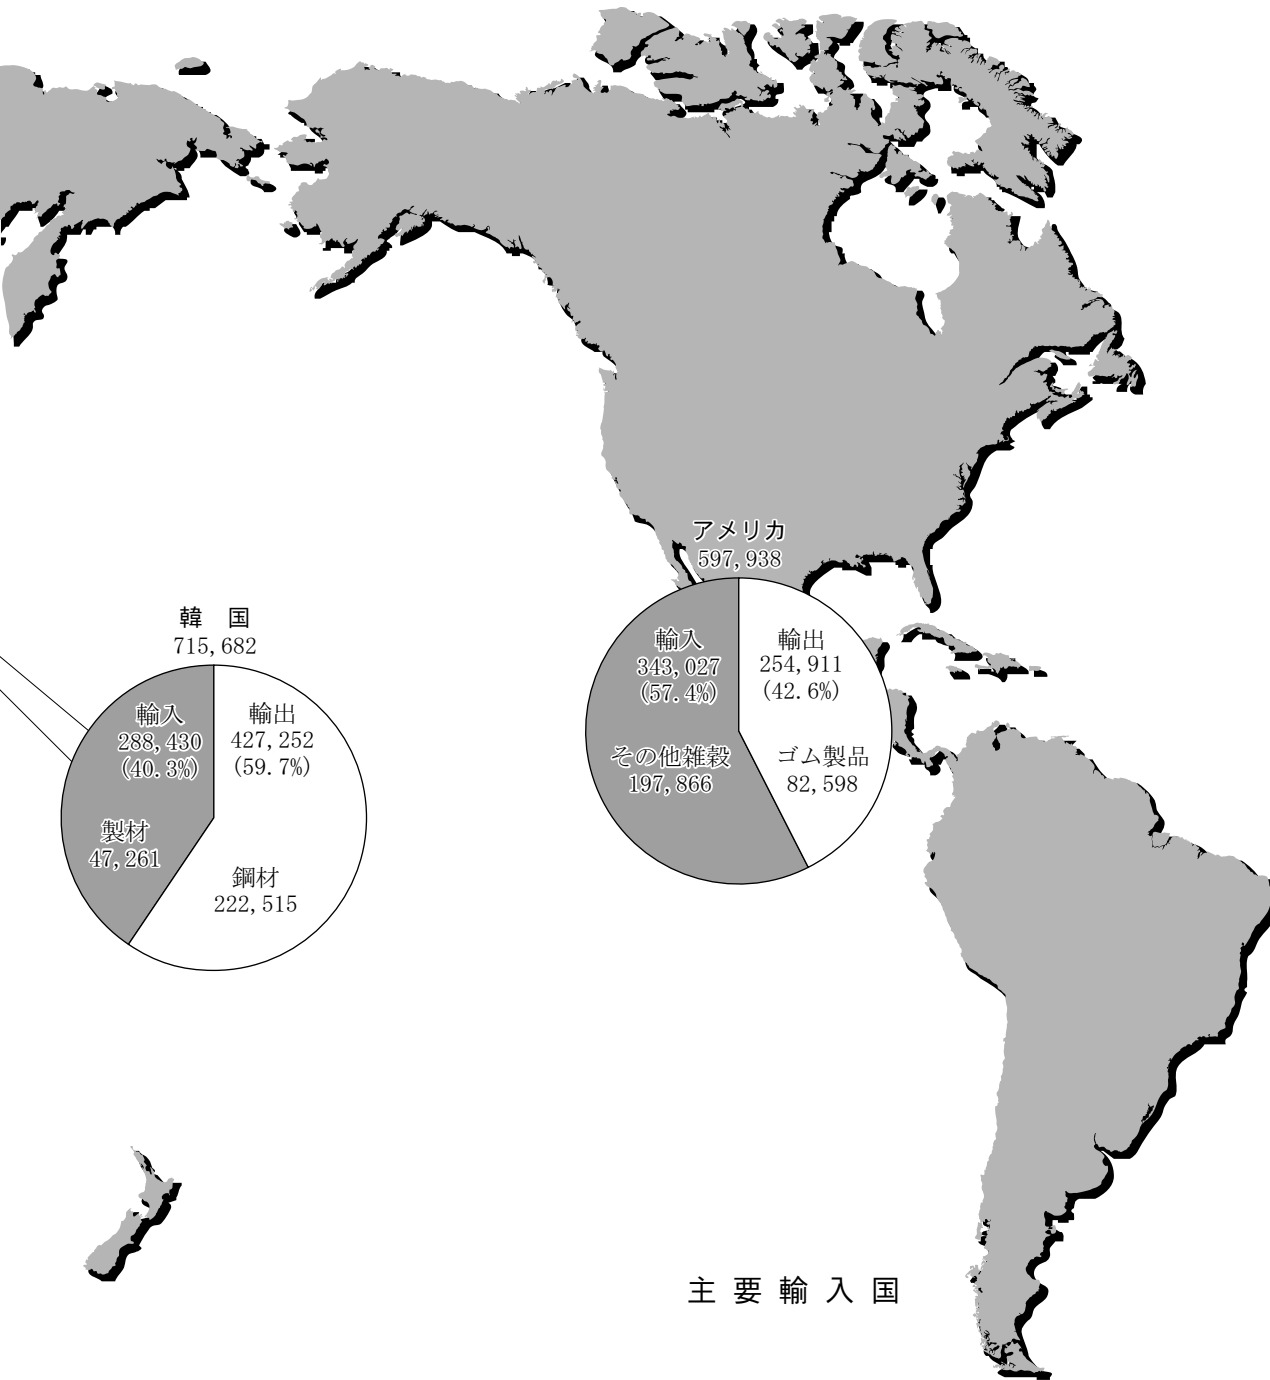 アメリカ
597,938
輸入
343,027
(57.4%)
輸出
254,911
(42.6%)
その他雑穀
197,866
ゴム製品
82,598
韓 国
715,682
輸入
288,430
(40.3%)
輸出
427,252
(59.7%)
製材
47,261
鋼材
222,515
主要輸入国